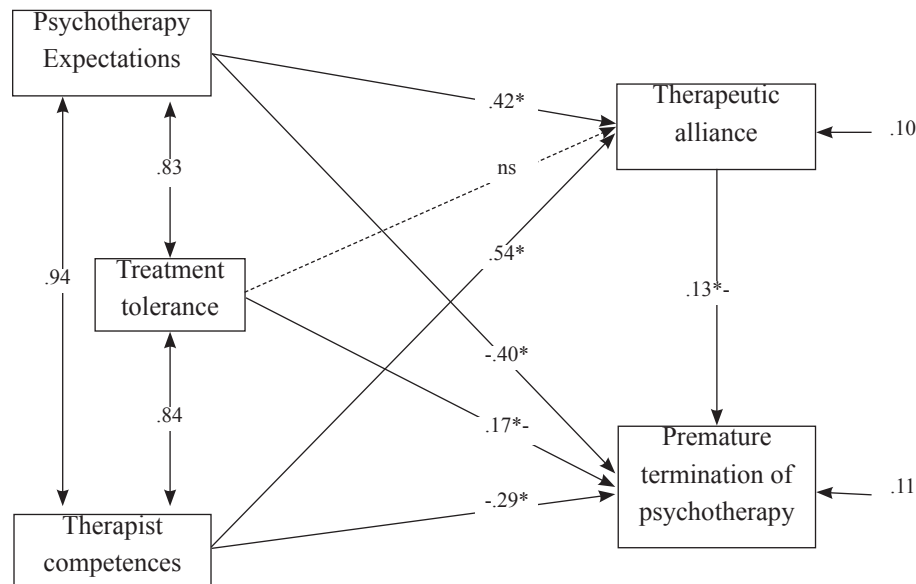 Psychotherapy
Expectations
Therapeutic
alliance
.42*
.10
.83
ns
.94
Treatment
tolerance
.54*
.13*-
-.40*
.84
.17*-
Premature
termination of
psychotherapy
.11
-.29*
Therapist
competences